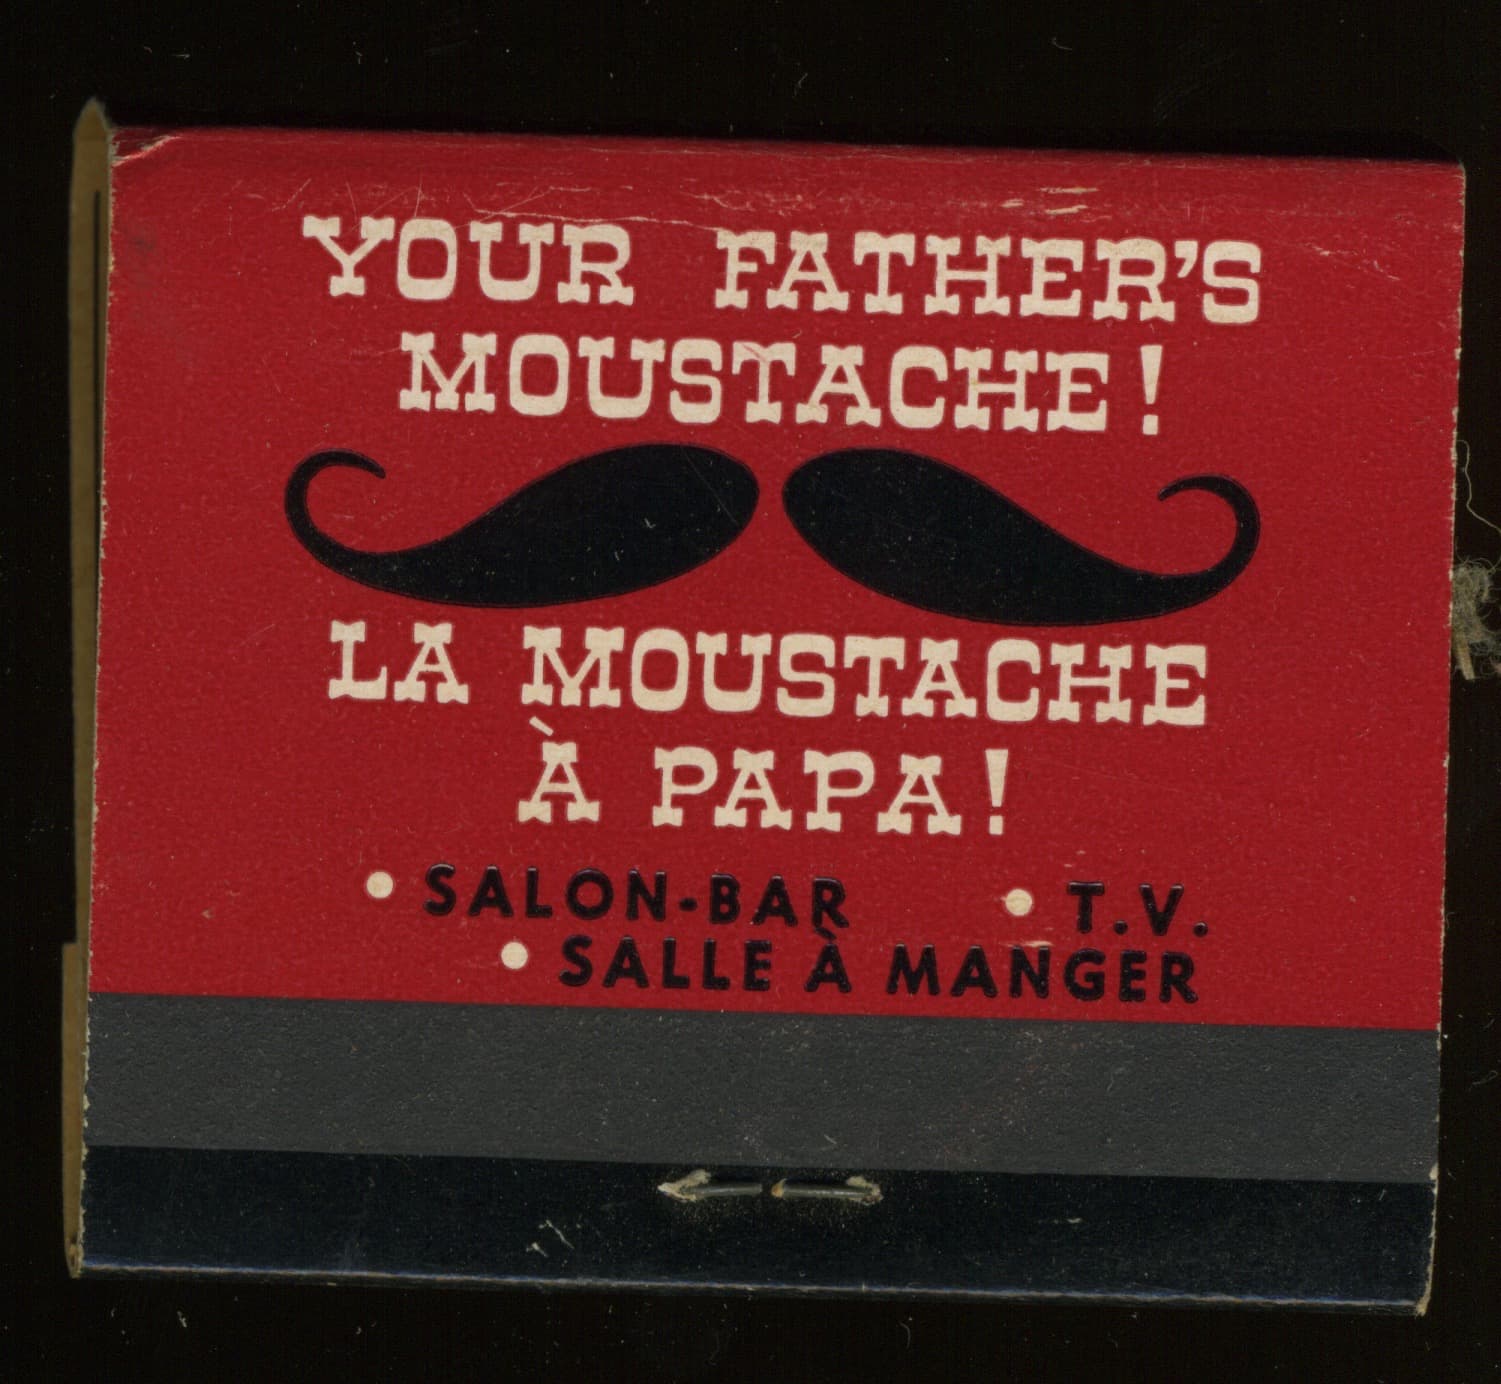 YOUR FATHER'S
MOUSTACHE!
LA MOUSTACHE
À PAPA!
• SALON-BAR • T.V.
• SALLE À MANGER